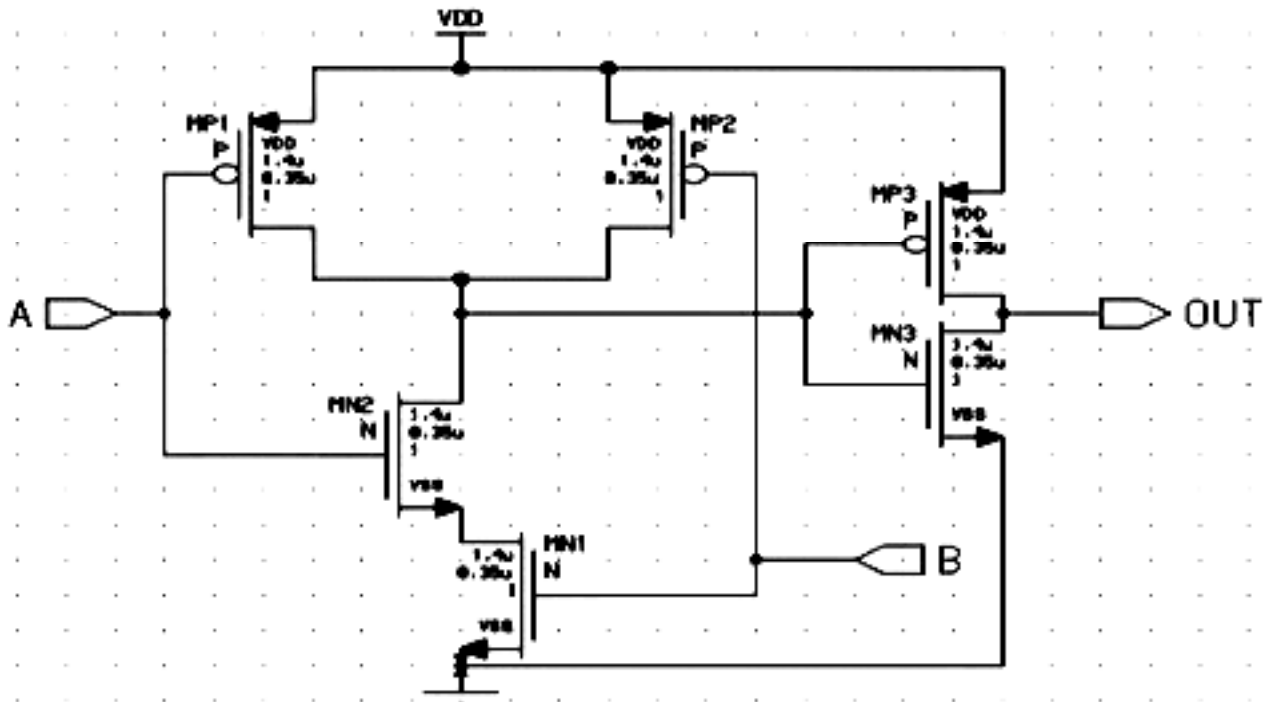 VDD
MP1
P
VDD
1.4u
0.35u
1
MP2
P
VDD
1.4u
0.35u
1
MP3
P
VDD
1.4u
0.35u
1
A
OUT
MN3
N
1.4u
0.35u
1
VSS
MN2
N
1.4u
0.35u
1
VSS
MN1
N
1.4u
0.35u
1
VSS
B